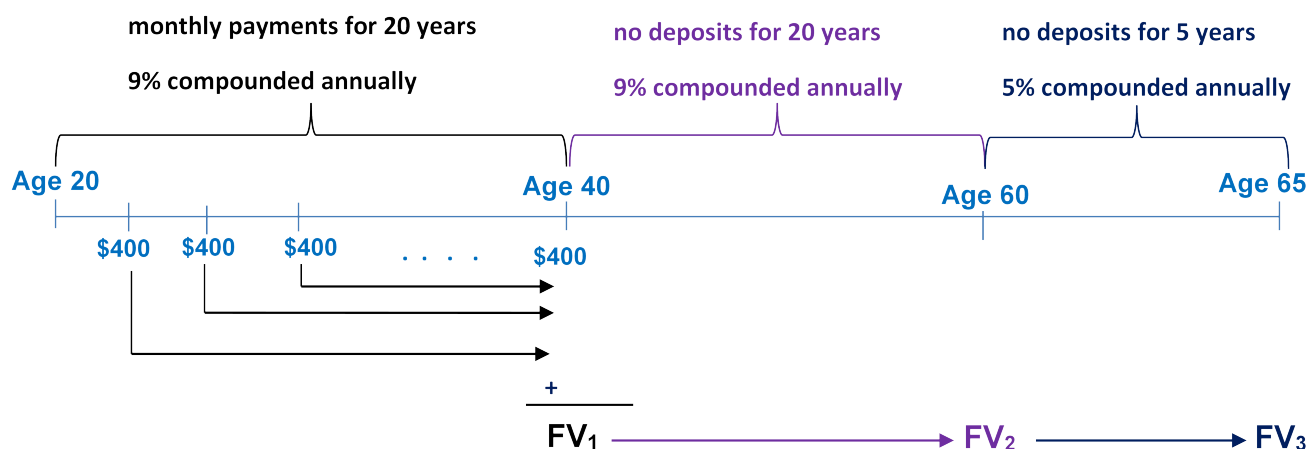 monthly payments for 20 years
9% compounded annually
no deposits for 20 years
9% compounded annually
no deposits for 5 years
5% compounded annually
Age 20
Age 40
Age 60
Age 65
$400
$400
$400
. . . .
$400
+
FV₁
FV₂
FV₃